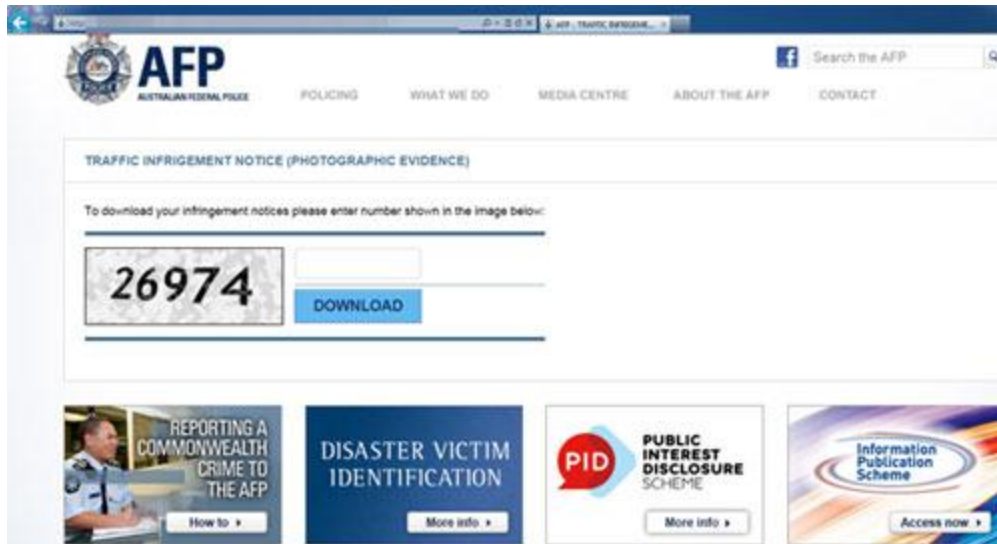 AFP - TRAFFIC INFRIGEME...
AFP
AUSTRALIAN FEDERAL POLICE
Search the AFP
POLICING WHAT WE DO MEDIA CENTRE ABOUT THE AFP CONTACT
TRAFFIC INFRIGEMENT NOTICE (PHOTOGRAPHIC EVIDENCE)
To download your infringement notices please enter number shown in the image below:
26974
DOWNLOAD
REPORTING A
COMMONWEALTH
CRIME TO
THE AFP
How to
DISASTER VICTIM
IDENTIFICATION
More info
PID
PUBLIC
INTEREST
DISCLOSURE
SCHEME
More info
Information
Publication
Scheme
Access now